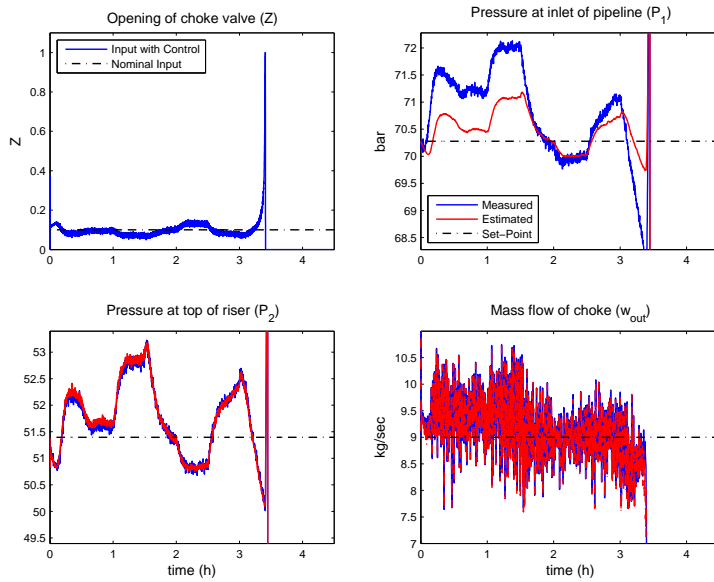 Opening of choke valve (Z)
Input with Control
Nominal Input
1
0.8
0.6
0.4
0.2
0
Z
0 1 2 3 4
Pressure at inlet of pipeline (P1)
72
71.5
71
70.5
70
69.5
69
68.5
bar
Measured
Estimated
Set−Point
0 1 2 3 4
Pressure at top of riser (P2)
53
52.5
52
51.5
51
50.5
50
49.5
0 1 2 3 4
time (h)
Mass flow of choke (wout)
10.5
10
9.5
9
8.5
8
7.5
7
kg/sec
0 1 2 3 4
time (h)